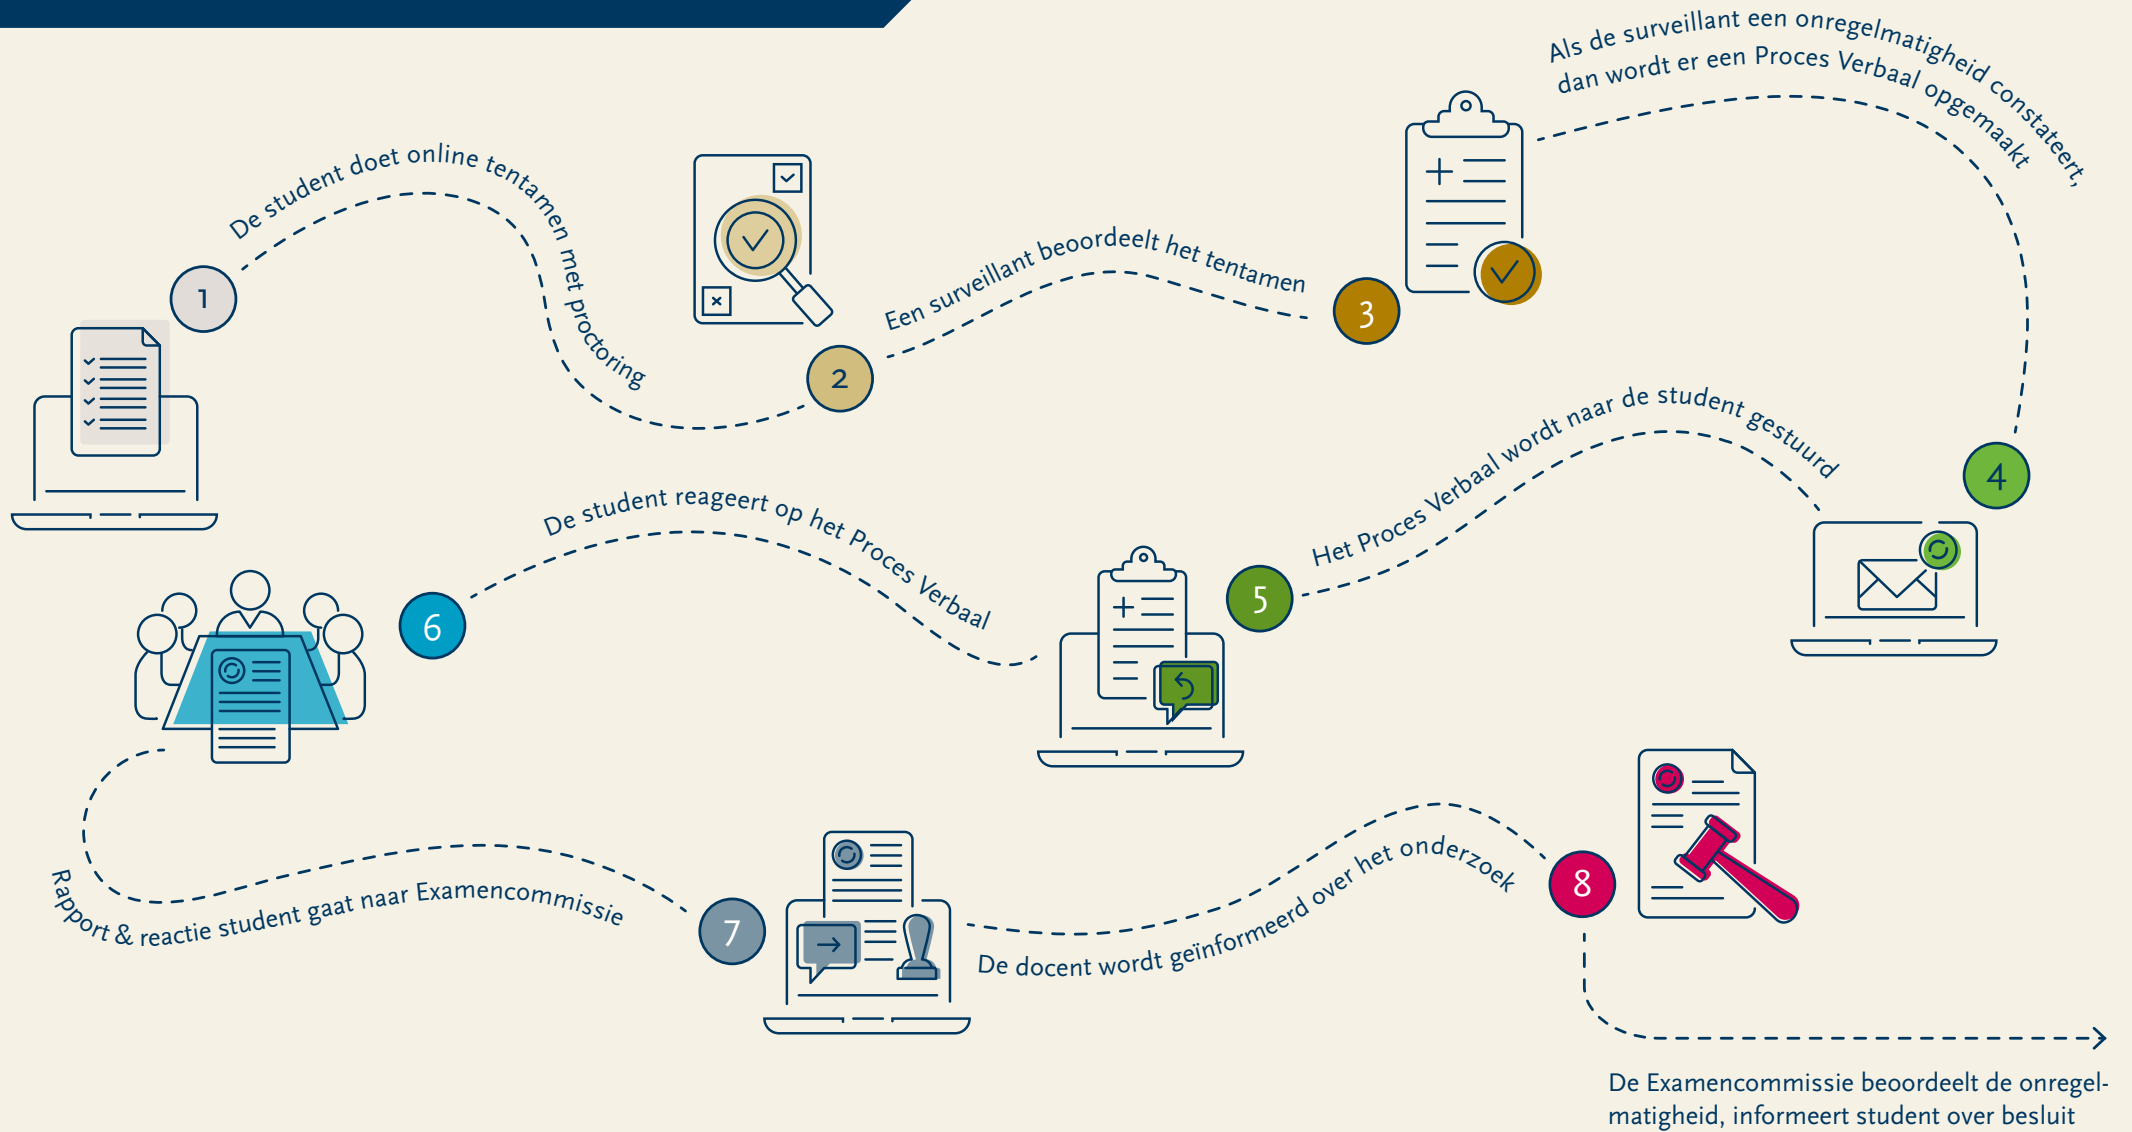 1
De student doet online tentamen met proctoring
2
Een surveillant beoordeelt het tentamen
3
Als de surveillant een onregelmatigheid constateert,
dan wordt er een Proces Verbaal opgemaakt
4
Het Proces Verbaal wordt naar de student gestuurd
5
De student reageert op het Proces Verbaal
6
Rapport & reactie student gaat naar Examencommissie
7
De docent wordt geïnformeerd over het onderzoek
8
De Examencommissie beoordeelt de onregel-
matigheid, informeert student over besluit